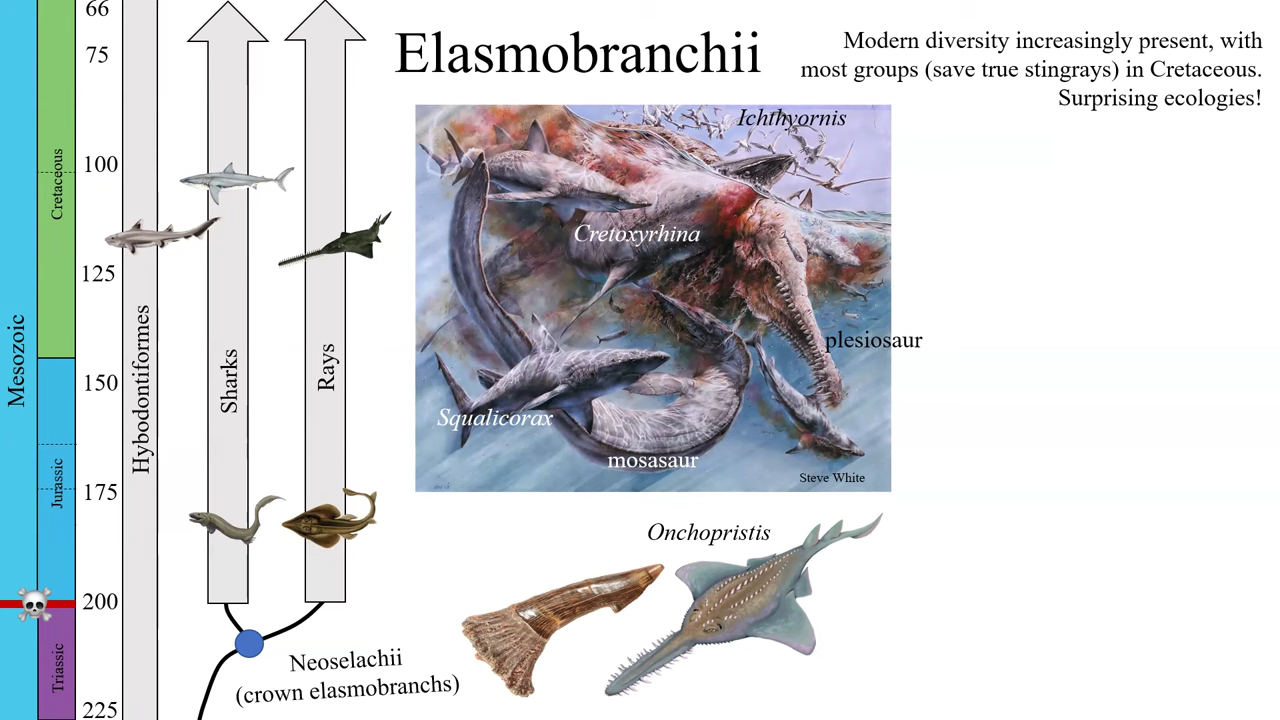 Elasmobranchii
Modern diversity increasingly present, with
most groups (save true stingrays) in Cretaceous.
Surprising ecologies!
66
75
100
125
150
175
200
225
Mesozoic
Cretaceous
Jurassic
Triassic
Hybodontiformes
Sharks
Rays
Neoselachii
(crown elasmobranchs)
Ichthyornis
Cretoxyrhina
plesiosaur
Squalicorax
mosasaur
Steve White
Onchopristis